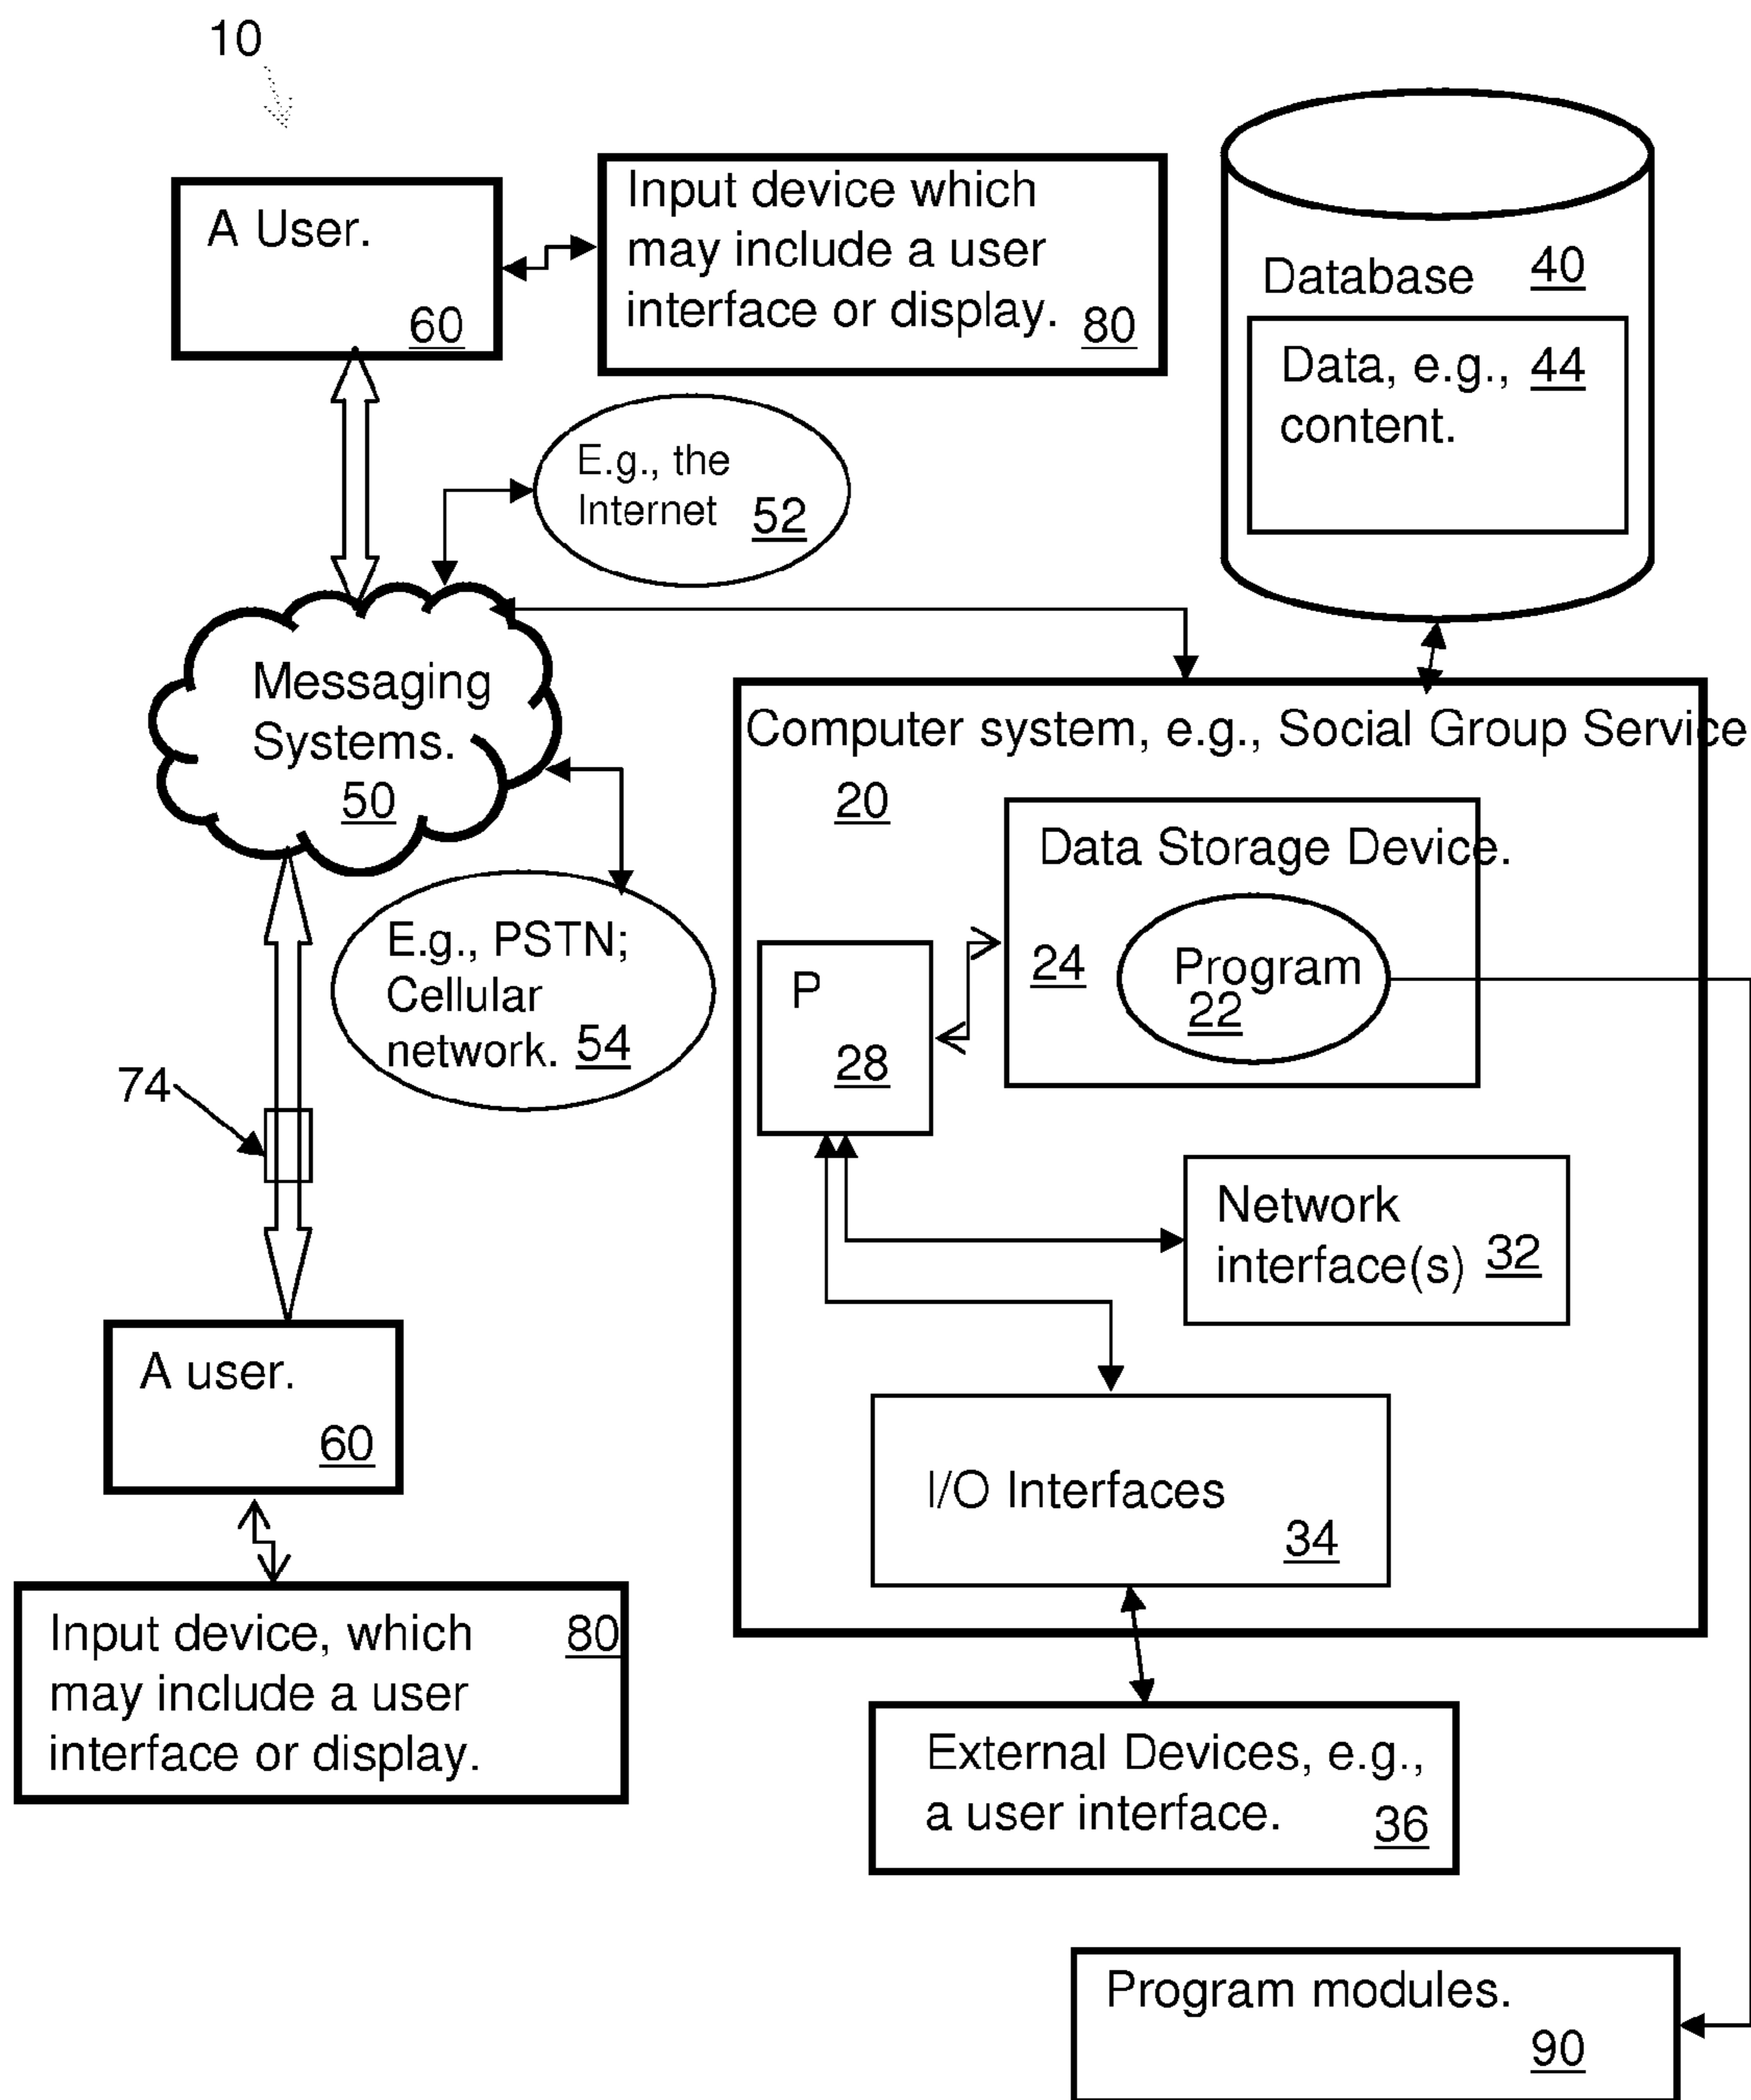 10
A User.
60
Input device which
may include a user
interface or display. 80
Database 40
Data, e.g., 44
content.
E.g., the
Internet 52
Messaging
Systems.
50
Computer system, e.g., Social Group Service
20
Data Storage Device.
24
Program
22
P
28
E.g., PSTN;
Cellular
network. 54
74
Network
interface(s) 32
A user.
60
I/O Interfaces
34
Input device, which 80
may include a user
interface or display.
External Devices, e.g.,
a user interface. 36
Program modules.
90